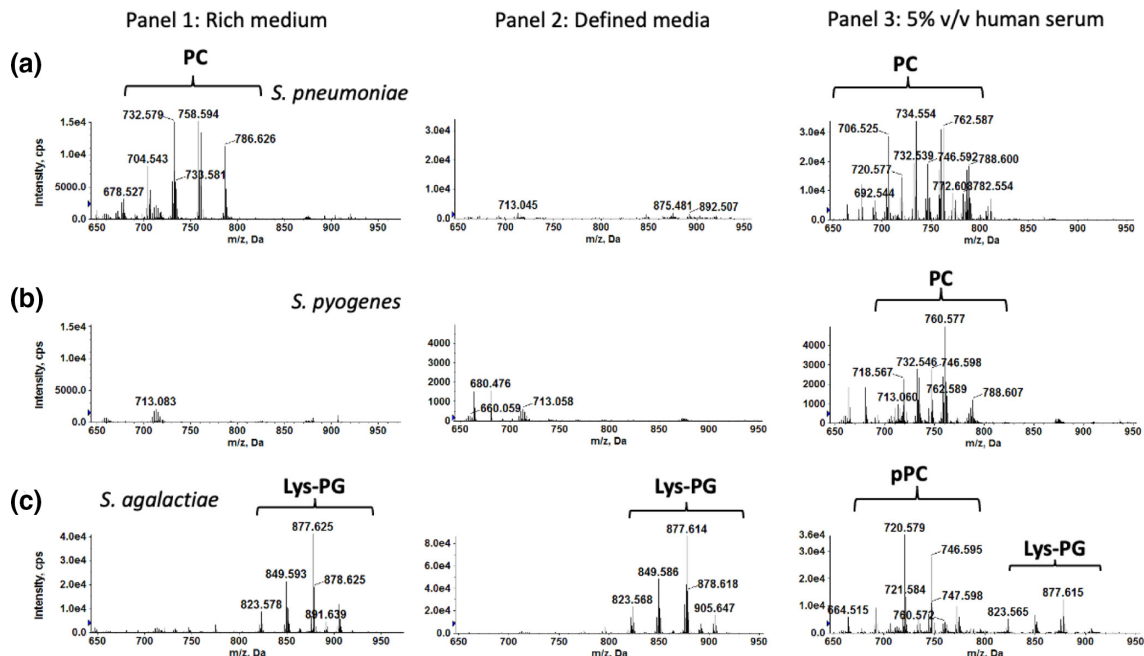 Panel 1: Rich medium
Panel 2: Defined media
Panel 3: 5% v/v human serum
(a)
PC
S. pneumoniae
Intensity, cps
1.5e4
1.0e4
5000.0
0.0
678.527
704.543
732.579
733.581
758.594
786.626
650 700 750 800 850 900 950
m/z, Da
3.0e4
2.0e4
1.0e4
0.0
713.045
875.481
892.507
650 700 750 800 850 900 950
m/z, Da
PC
3.0e4
2.0e4
1.0e4
0.0
706.525
734.554
762.587
720.577
732.539
746.592
788.600
692.544
772.608
782.554
650 700 750 800 850 900 950
m/z, Da
(b)
S. pyogenes
Intensity, cps
1.5e4
1.0e4
5000.0
0.0
713.083
650 700 750 800 850 900 950
m/z, Da
4000
3000
2000
1000
0
680.476
660.059
713.058
650 700 750 800 850 900 950
m/z, Da
PC
4000
3000
2000
1000
0
760.577
732.546
746.598
718.567
713.060
762.589
788.607
650 700 750 800 850 900 950
m/z, Da
(c)
S. agalactiae
Lys-PG
Intensity, cps
4.0e4
3.0e4
2.0e4
1.0e4
0.0
877.625
849.593
878.625
823.578
891.639
650 700 750 800 850 900 950
m/z, Da
Lys-PG
8.0e4
6.0e4
4.0e4
2.0e4
0.0
877.614
849.586
878.618
823.568
905.647
650 700 750 800 850 900 950
m/z, Da
pPC
Lys-PG
3.6e4
3.0e4
2.0e4
1.0e4
0.0
720.579
746.595
721.584
747.598
664.515
760.572
823.565
877.615
650 700 750 800 850 900 950
m/z, Da